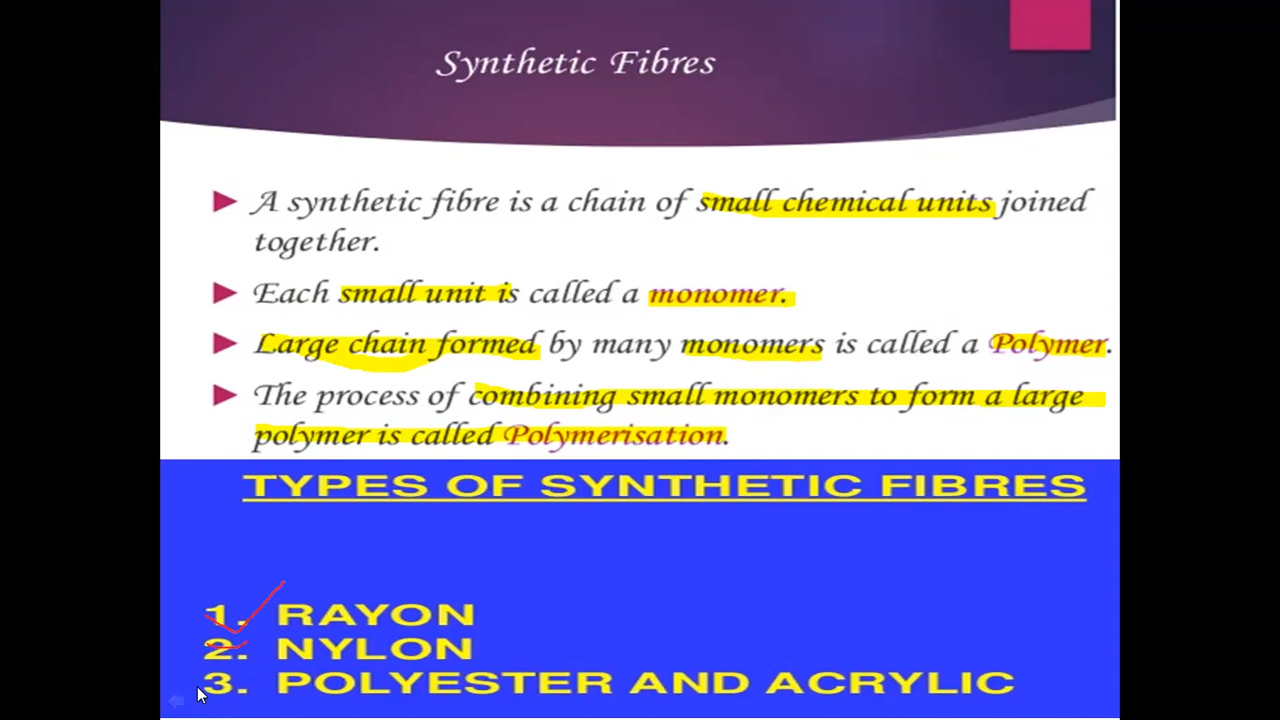 Synthetic Fibres
A synthetic fibre is a chain of small chemical units joined
together.
Each small unit is called a monomer.
Large chain formed by many monomers is called a Polymer.
The process of combining small monomers to form a large
polymer is called Polymerisation.
TYPES OF SYNTHETIC FIBRES
1. RAYON
2. NYLON
3. POLYESTER AND ACRYLIC